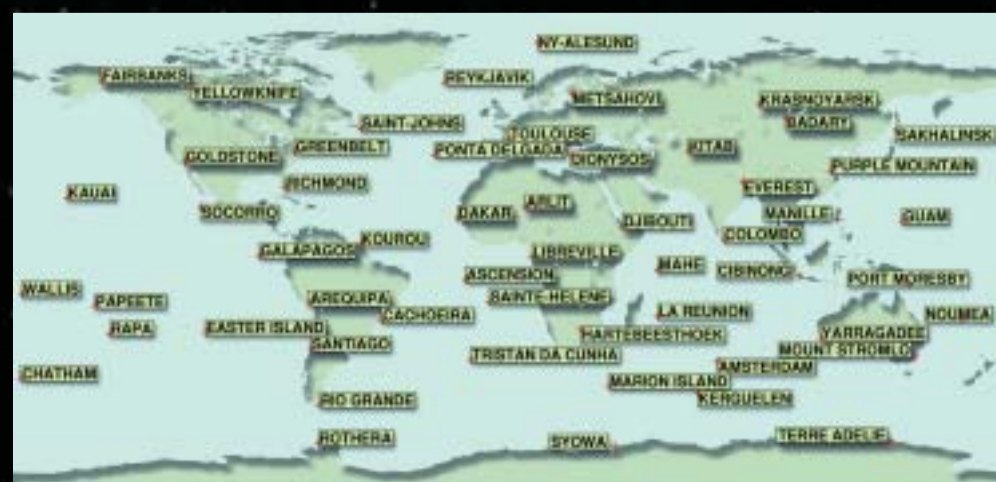 NY-ALESUND
FAIRBANKS
REYKJAVIK
YELLOWKNIFE
METSAHOVI
KRASNOYARSK
SAINT-JOHNS
BADARY
TOULOUSE
SAKHALINSK
GREENBELT
PONTA DELGADA
KITAB
GOLDSTONE
DIONYSOS
PURPLE MOUNTAIN
RICHMOND
EVEREST
KAUAI
ARLIT
SOCORRO
DAKAR
MANILLE
GUAM
DJIBOUTI
COLOMBO
KOUROU
GALAPAGOS
LIBREVILLE
MAHE
CIBINONG
ASCENSION
PORT MORESBY
WALLIS
PAPEETE
AREQUIPA
SAINTE-HELENE
CACHOEIRA
LA REUNION
NOUMEA
RAPA
EASTER ISLAND
HARTEBEESTHOEK
YARRAGADEE
SANTIAGO
MOUNT STROMLO
TRISTAN DA CUNHA
AMSTERDAM
CHATHAM
MARION ISLAND
KERGUELEN
RIO GRANDE
ROTHERA
SYOWA
TERRE ADELIE